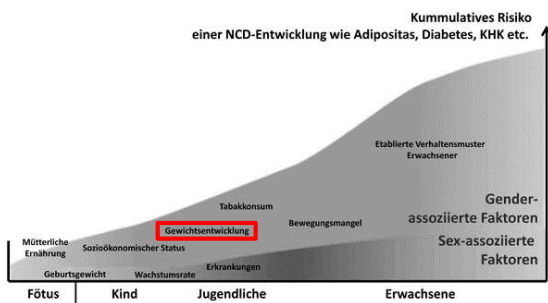 Kummulatives Risiko
einer NCD-Entwicklung wie Adipositas, Diabetes, KHK etc.
Etablierte Verhaltensmuster
Erwachsener
Tabakkonsum
Gewichtsentwicklung
Bewegungsmangel
Gender-
assoziierte Faktoren
Mütterliche
Ernährung
Sozioökonomischer Status
Sex-assoziierte
Faktoren
Geburtsgewicht
Wachstumsrate
Erkrankungen
Fötus
Kind
Jugendliche
Erwachsene